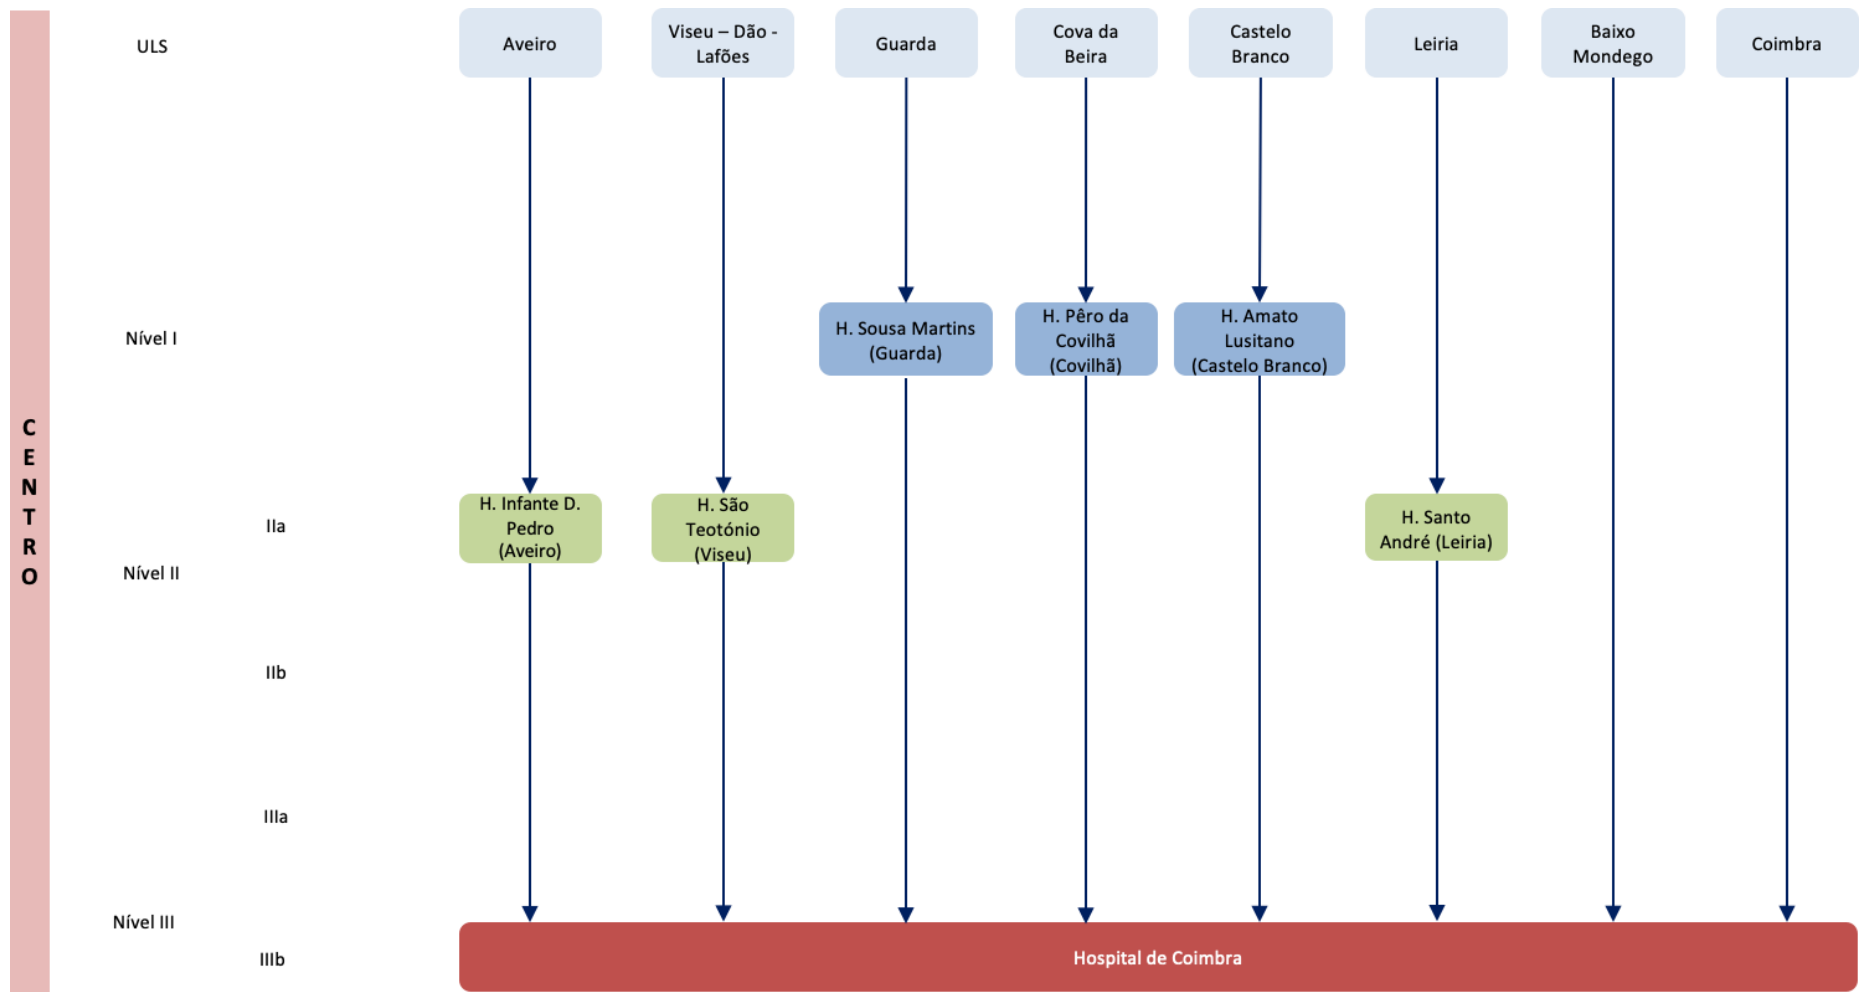 ULS
Aveiro
Viseu – Dão -
Lafões
Guarda
Cova da
Beira
Castelo
Branco
Leiria
Baixo
Mondego
Coimbra
Nível I
H. Sousa Martins
(Guarda)
H. Pêro da
Covilhã
(Covilhã)
H. Amato
Lusitano
(Castelo Branco)
C
E
N
T
R
O
IIa
H. Infante D.
Pedro
(Aveiro)
H. São
Teotónio
(Viseu)
H. Santo
André (Leiria)
Nível II
IIb
IIIa
Nível III
IIIb
Hospital de Coimbra